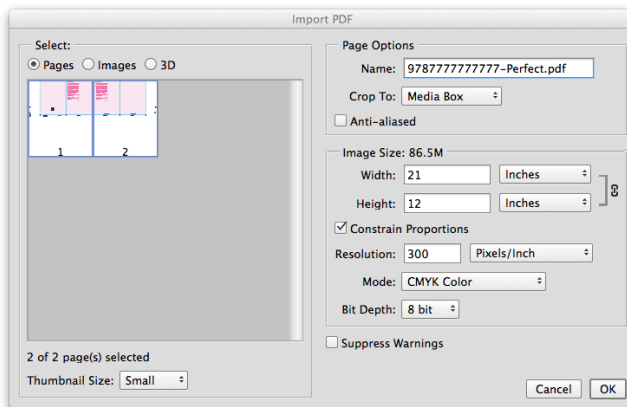 Import PDF
Select:
Pages Images 3D
1 2
2 of 2 page(s) selected
Thumbnail Size: Small
Page Options
Name: 9787777777777-Perfect.pdf
Crop To: Media Box
Anti-aliased
Image Size: 86.5M
Width: 21 Inches
Height: 12 Inches
Constrain Proportions
Resolution: 300 Pixels/Inch
Mode: CMYK Color
Bit Depth: 8 bit
Suppress Warnings
Cancel OK